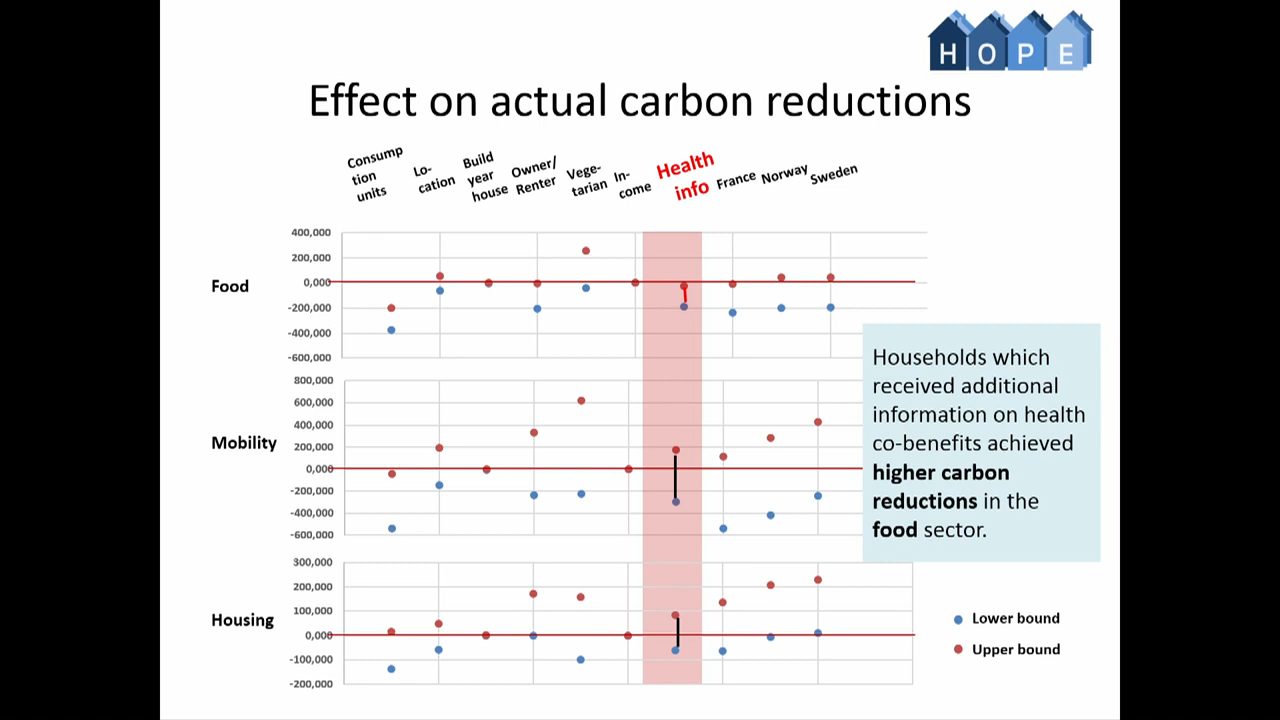 HOPE
Effect on actual carbon reductions
Consump
tion
units
Lo-
cation
Build
year
house
Owner/
Renter
Vege-
tarian
In-
come
Health
info
France
Norway
Sweden
Food
400,000
200,000
0,000
-200,000
-400,000
-600,000
Mobility
800,000
600,000
400,000
200,000
0,000
-200,000
-400,000
-600,000
Housing
300,000
200,000
100,000
0,000
-100,000
-200,000
Households which
received additional
information on health
co-benefits achieved
higher carbon
reductions in the
food sector.
Lower bound
Upper bound